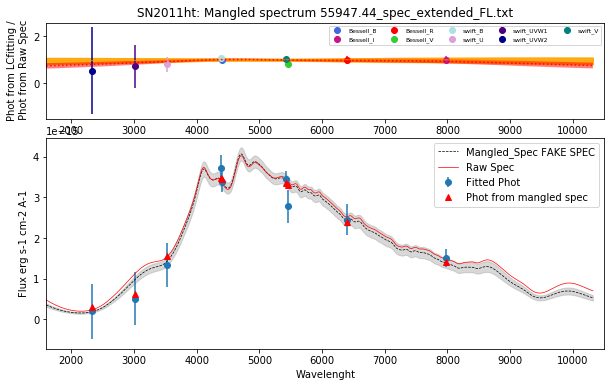 SN2011ht: Mangled spectrum 55947.44_spec_extended_FL.txt
Phot from LCfitting /
Phot from Raw Spec
2
0
Bessell_B
Bessell_R
swift_B
swift_UVW1
swift_V
Bessell_I
Bessell_V
swift_U
swift_UVW2
2000 3000 4000 5000 6000 7000 8000 9000 10000
Flux erg s-1 cm-2 A-1
4
3
2
1
0
Mangled_Spec FAKE SPEC
Raw Spec
Fitted Phot
Phot from mangled spec
2000 3000 4000 5000 6000 7000 8000 9000 10000
Wavelenght